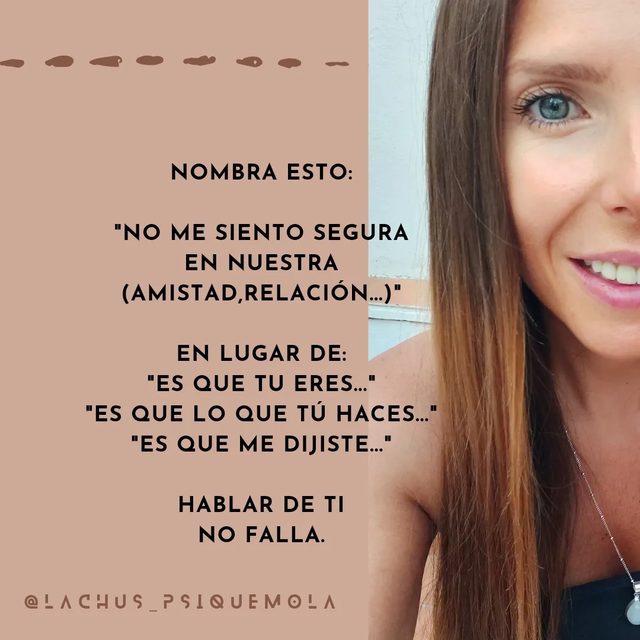 NOMBRA ESTO:
"NO ME SIENTO SEGURA
EN NUESTRA
(AMISTAD,RELACIÓN...)"
EN LUGAR DE:
"ES QUE TU ERES..."
"ES QUE LO QUE TÚ HACES..."
"ES QUE ME DIJISTE..."
HABLAR DE TI
NO FALLA.
@LACHUS_PSIQUEMOLA